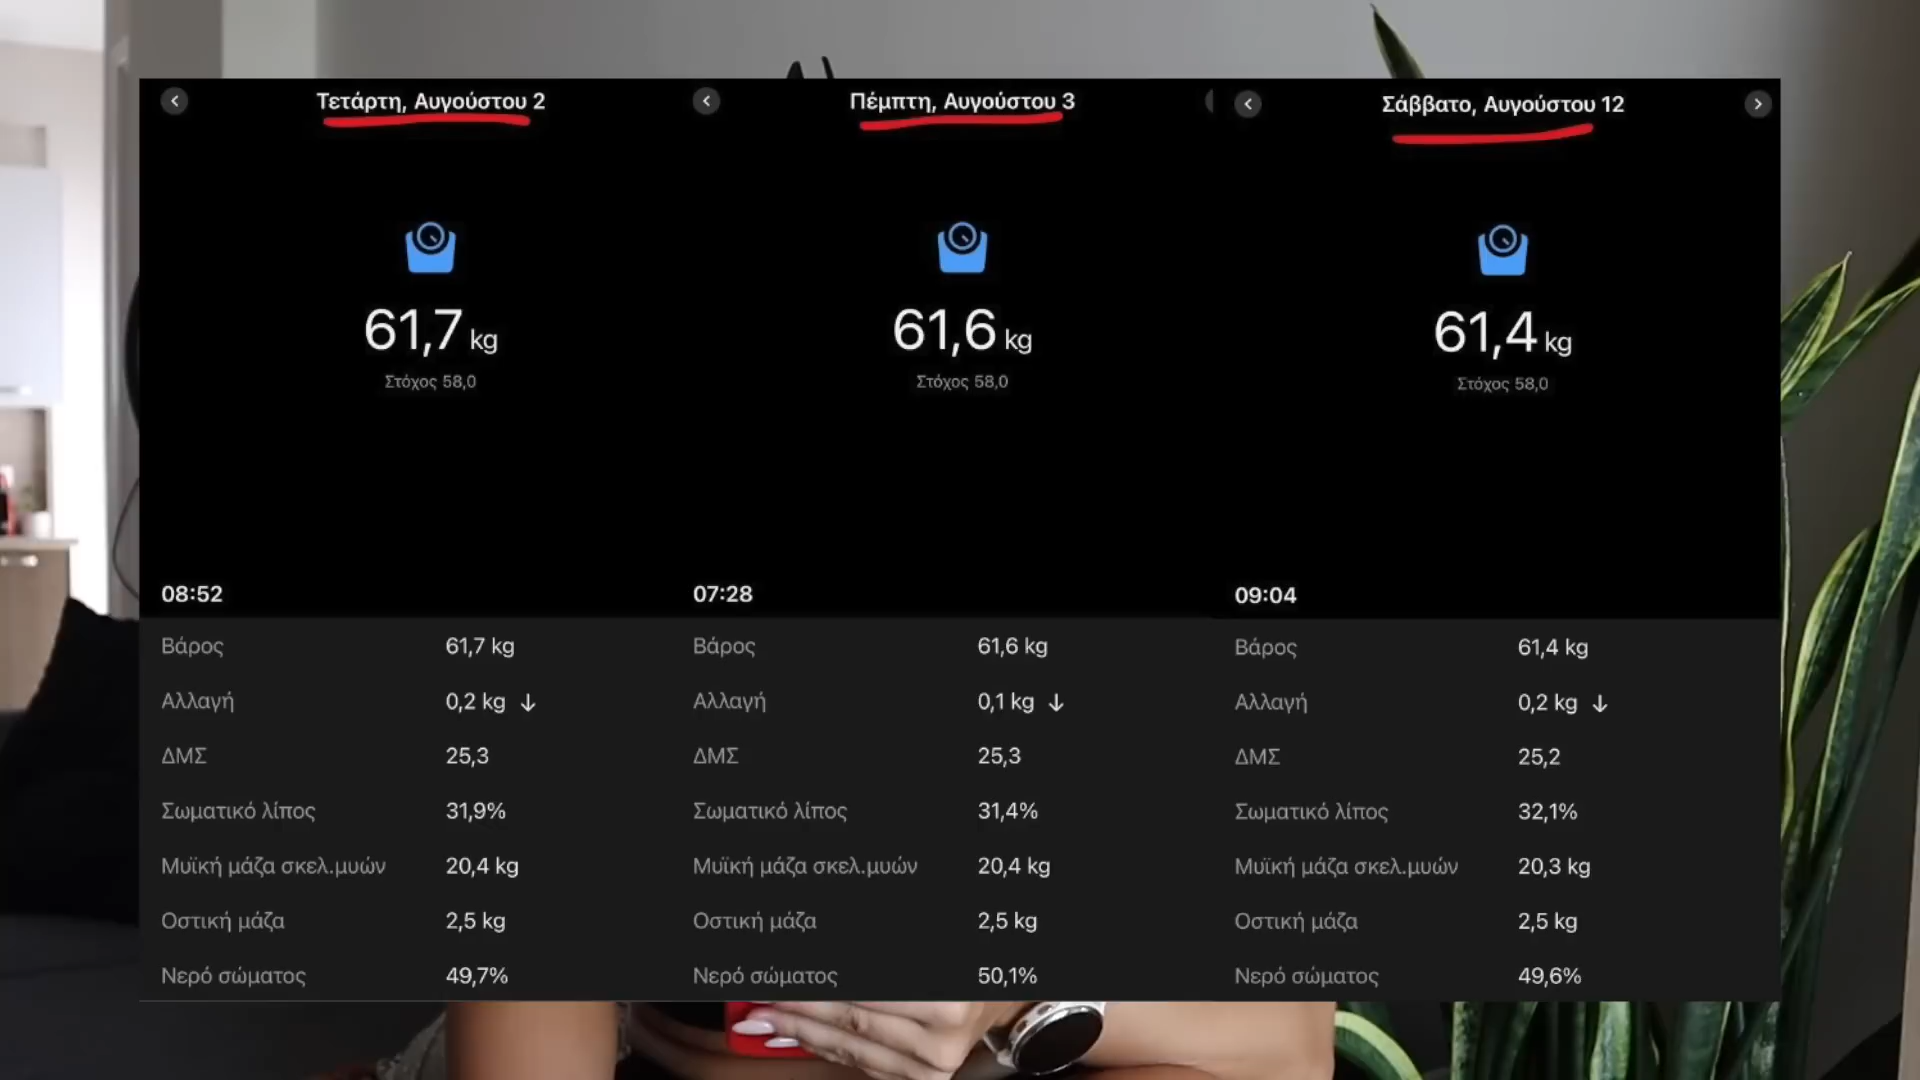 Τετάρτη, Αυγούστου 2
61,7 kg
Στόχος 58,0
08:52
Βάρος 61,7 kg
Αλλαγή 0,2 kg ↓
ΔΜΣ 25,3
Σωματικό λίπος 31,9%
Μυϊκή μάζα σκελ.μυών 20,4 kg
Οστική μάζα 2,5 kg
Νερό σώματος 49,7%
Πέμπτη, Αυγούστου 3
61,6 kg
Στόχος 58,0
07:28
Βάρος 61,6 kg
Αλλαγή 0,1 kg ↓
ΔΜΣ 25,3
Σωματικό λίπος 31,4%
Μυϊκή μάζα σκελ.μυών 20,4 kg
Οστική μάζα 2,5 kg
Νερό σώματος 50,1%
Σάββατο, Αυγούστου 12
61,4 kg
Στόχος 58,0
09:04
Βάρος 61,4 kg
Αλλαγή 0,2 kg ↓
ΔΜΣ 25,2
Σωματικό λίπος 32,1%
Μυϊκή μάζα σκελ.μυών 20,3 kg
Οστική μάζα 2,5 kg
Νερό σώματος 49,6%